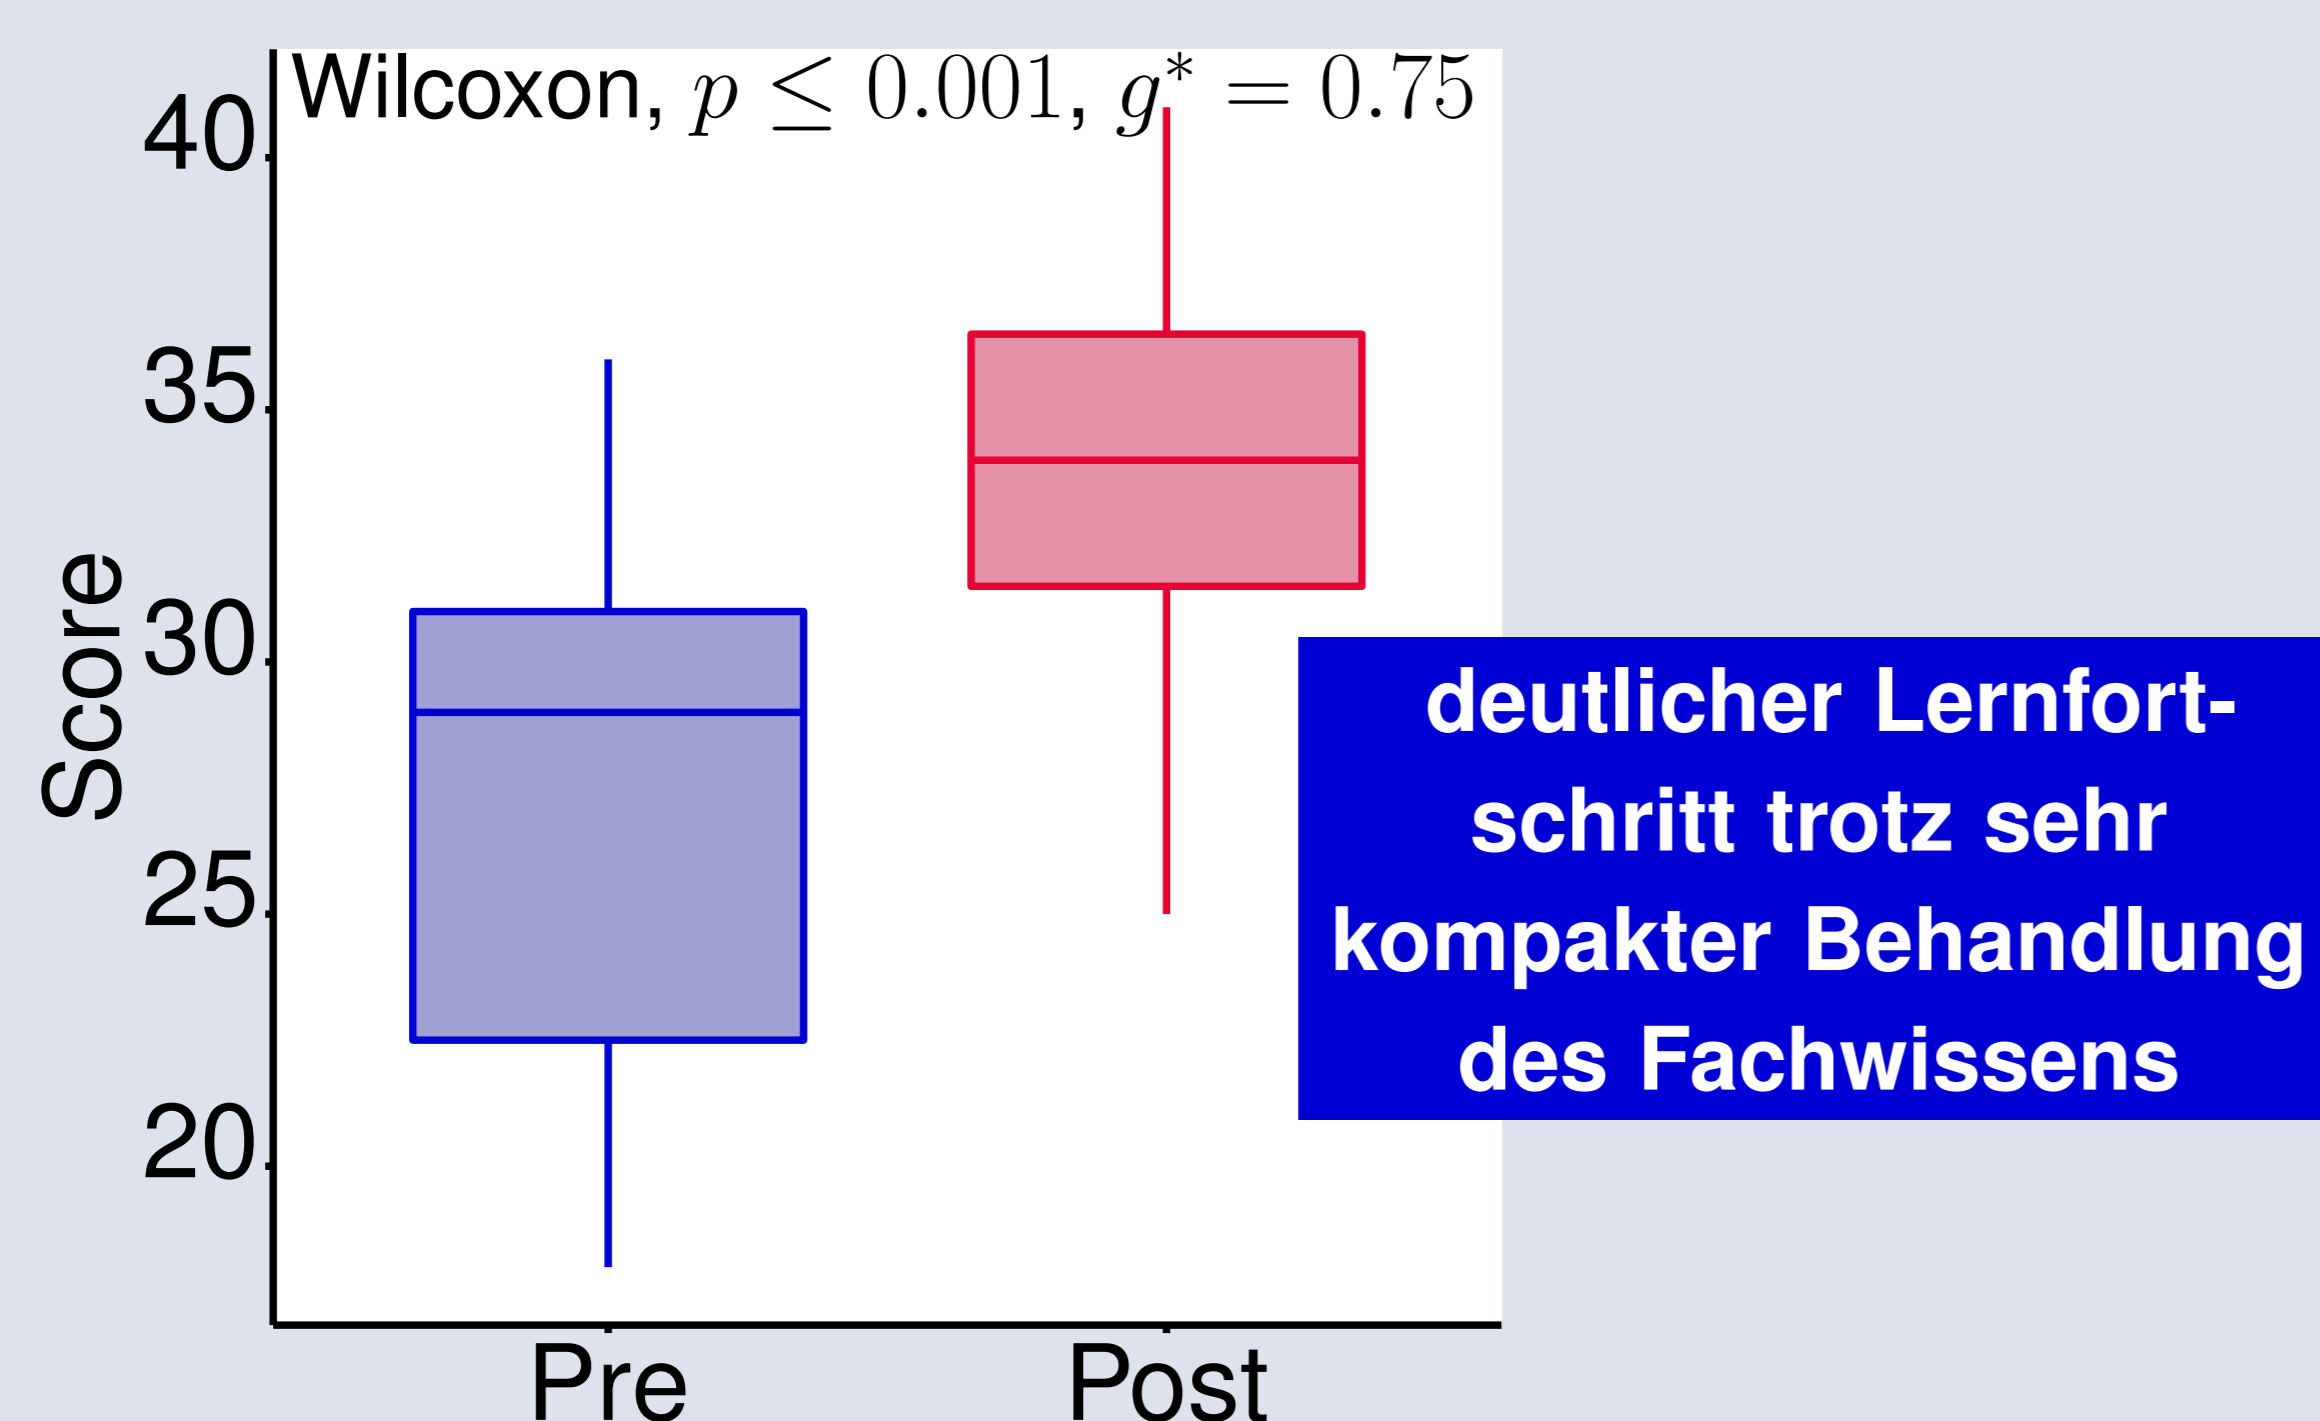 Wilcoxon, p ≤ 0.001, g* = 0.75
40
35
30
25
20
Score
Pre
Post
deutlicher Lernfort-
schritt trotz sehr
kompakter Behandlung
des Fachwissens